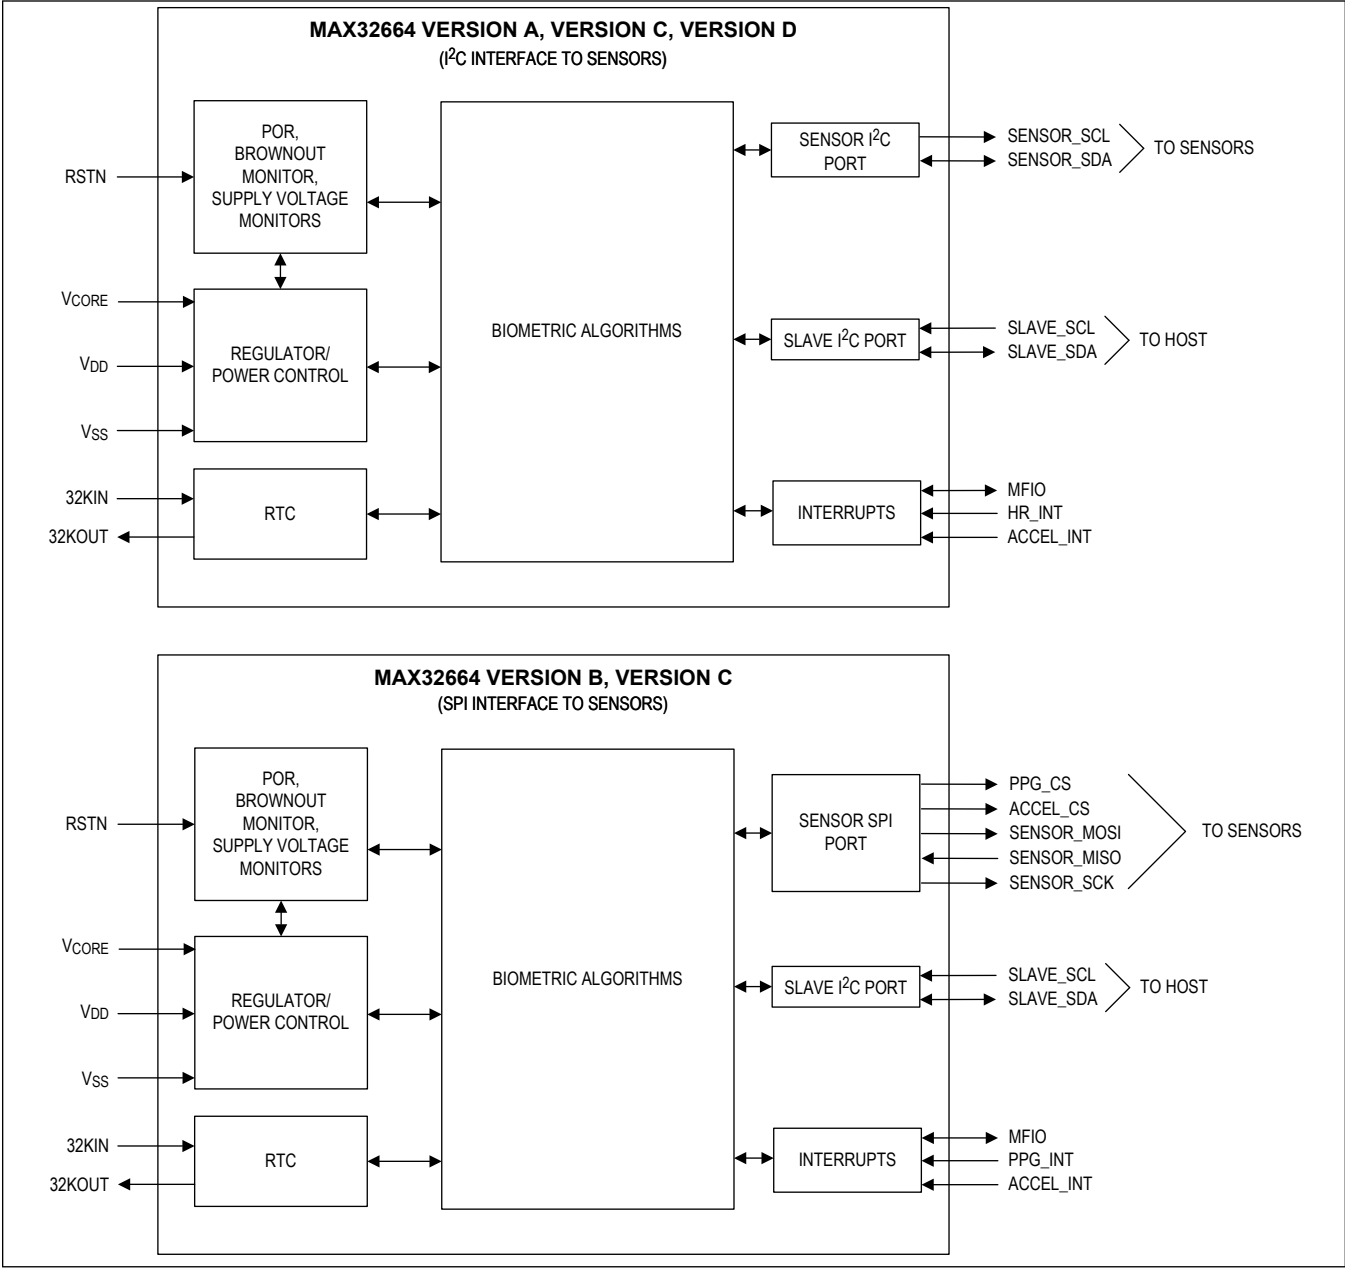 MAX32664 VERSION A, VERSION C, VERSION D
(I²C INTERFACE TO SENSORS)
POR,
BROWNOUT
MONITOR,
SUPPLY VOLTAGE
MONITORS
RSTN
VCORE
VDD
VSS
REGULATOR/
POWER CONTROL
32KIN
32KOUT
RTC
BIOMETRIC ALGORITHMS
SENSOR I²C
PORT
SENSOR_SCL
SENSOR_SDA
TO SENSORS
SLAVE I²C PORT
SLAVE_SCL
SLAVE_SDA
TO HOST
INTERRUPTS
MFIO
HR_INT
ACCEL_INT
MAX32664 VERSION B, VERSION C
(SPI INTERFACE TO SENSORS)
POR,
BROWNOUT
MONITOR,
SUPPLY VOLTAGE
MONITORS
RSTN
VCORE
VDD
VSS
REGULATOR/
POWER CONTROL
32KIN
32KOUT
RTC
BIOMETRIC ALGORITHMS
SENSOR SPI
PORT
PPG_CS
ACCEL_CS
SENSOR_MOSI
SENSOR_MISO
SENSOR_SCK
TO SENSORS
SLAVE I²C PORT
SLAVE_SCL
SLAVE_SDA
TO HOST
INTERRUPTS
MFIO
PPG_INT
ACCEL_INT